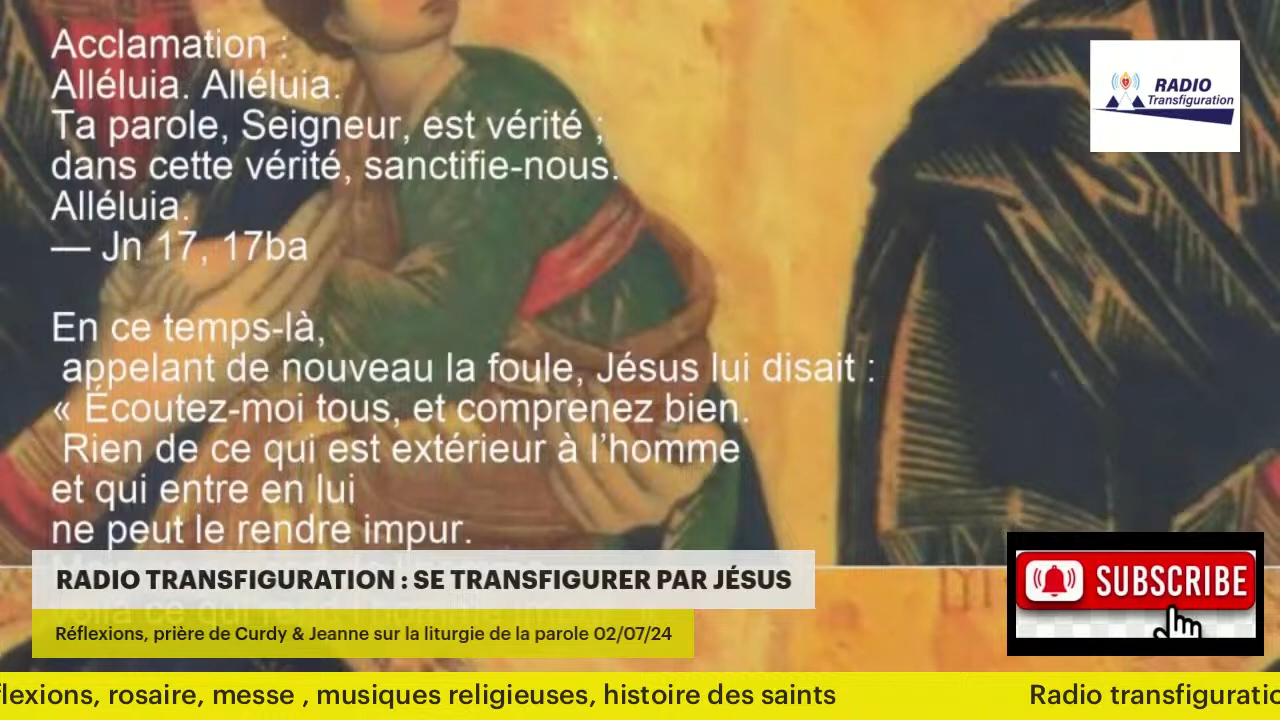 Acclamation :
Alléluia. Alléluia.
Ta parole, Seigneur, est vérité ;
dans cette vérité, sanctifie-nous.
Alléluia.
— Jn 17, 17ba
En ce temps-là,
appelant de nouveau la foule, Jésus lui disait :
« Écoutez-moi tous, et comprenez bien.
Rien de ce qui est extérieur à l’homme
et qui entre en lui
ne peut le rendre impur.
RADIO
Transfiguration
RADIO TRANSFIGURATION : SE TRANSFIGURER PAR JÉSUS
Réflexions, prière de Curdy & Jeanne sur la liturgie de la parole 02/07/24
SUBSCRIBE
flexions, rosaire, messe , musiques religieuses, histoire des saints
Radio transfiguratio